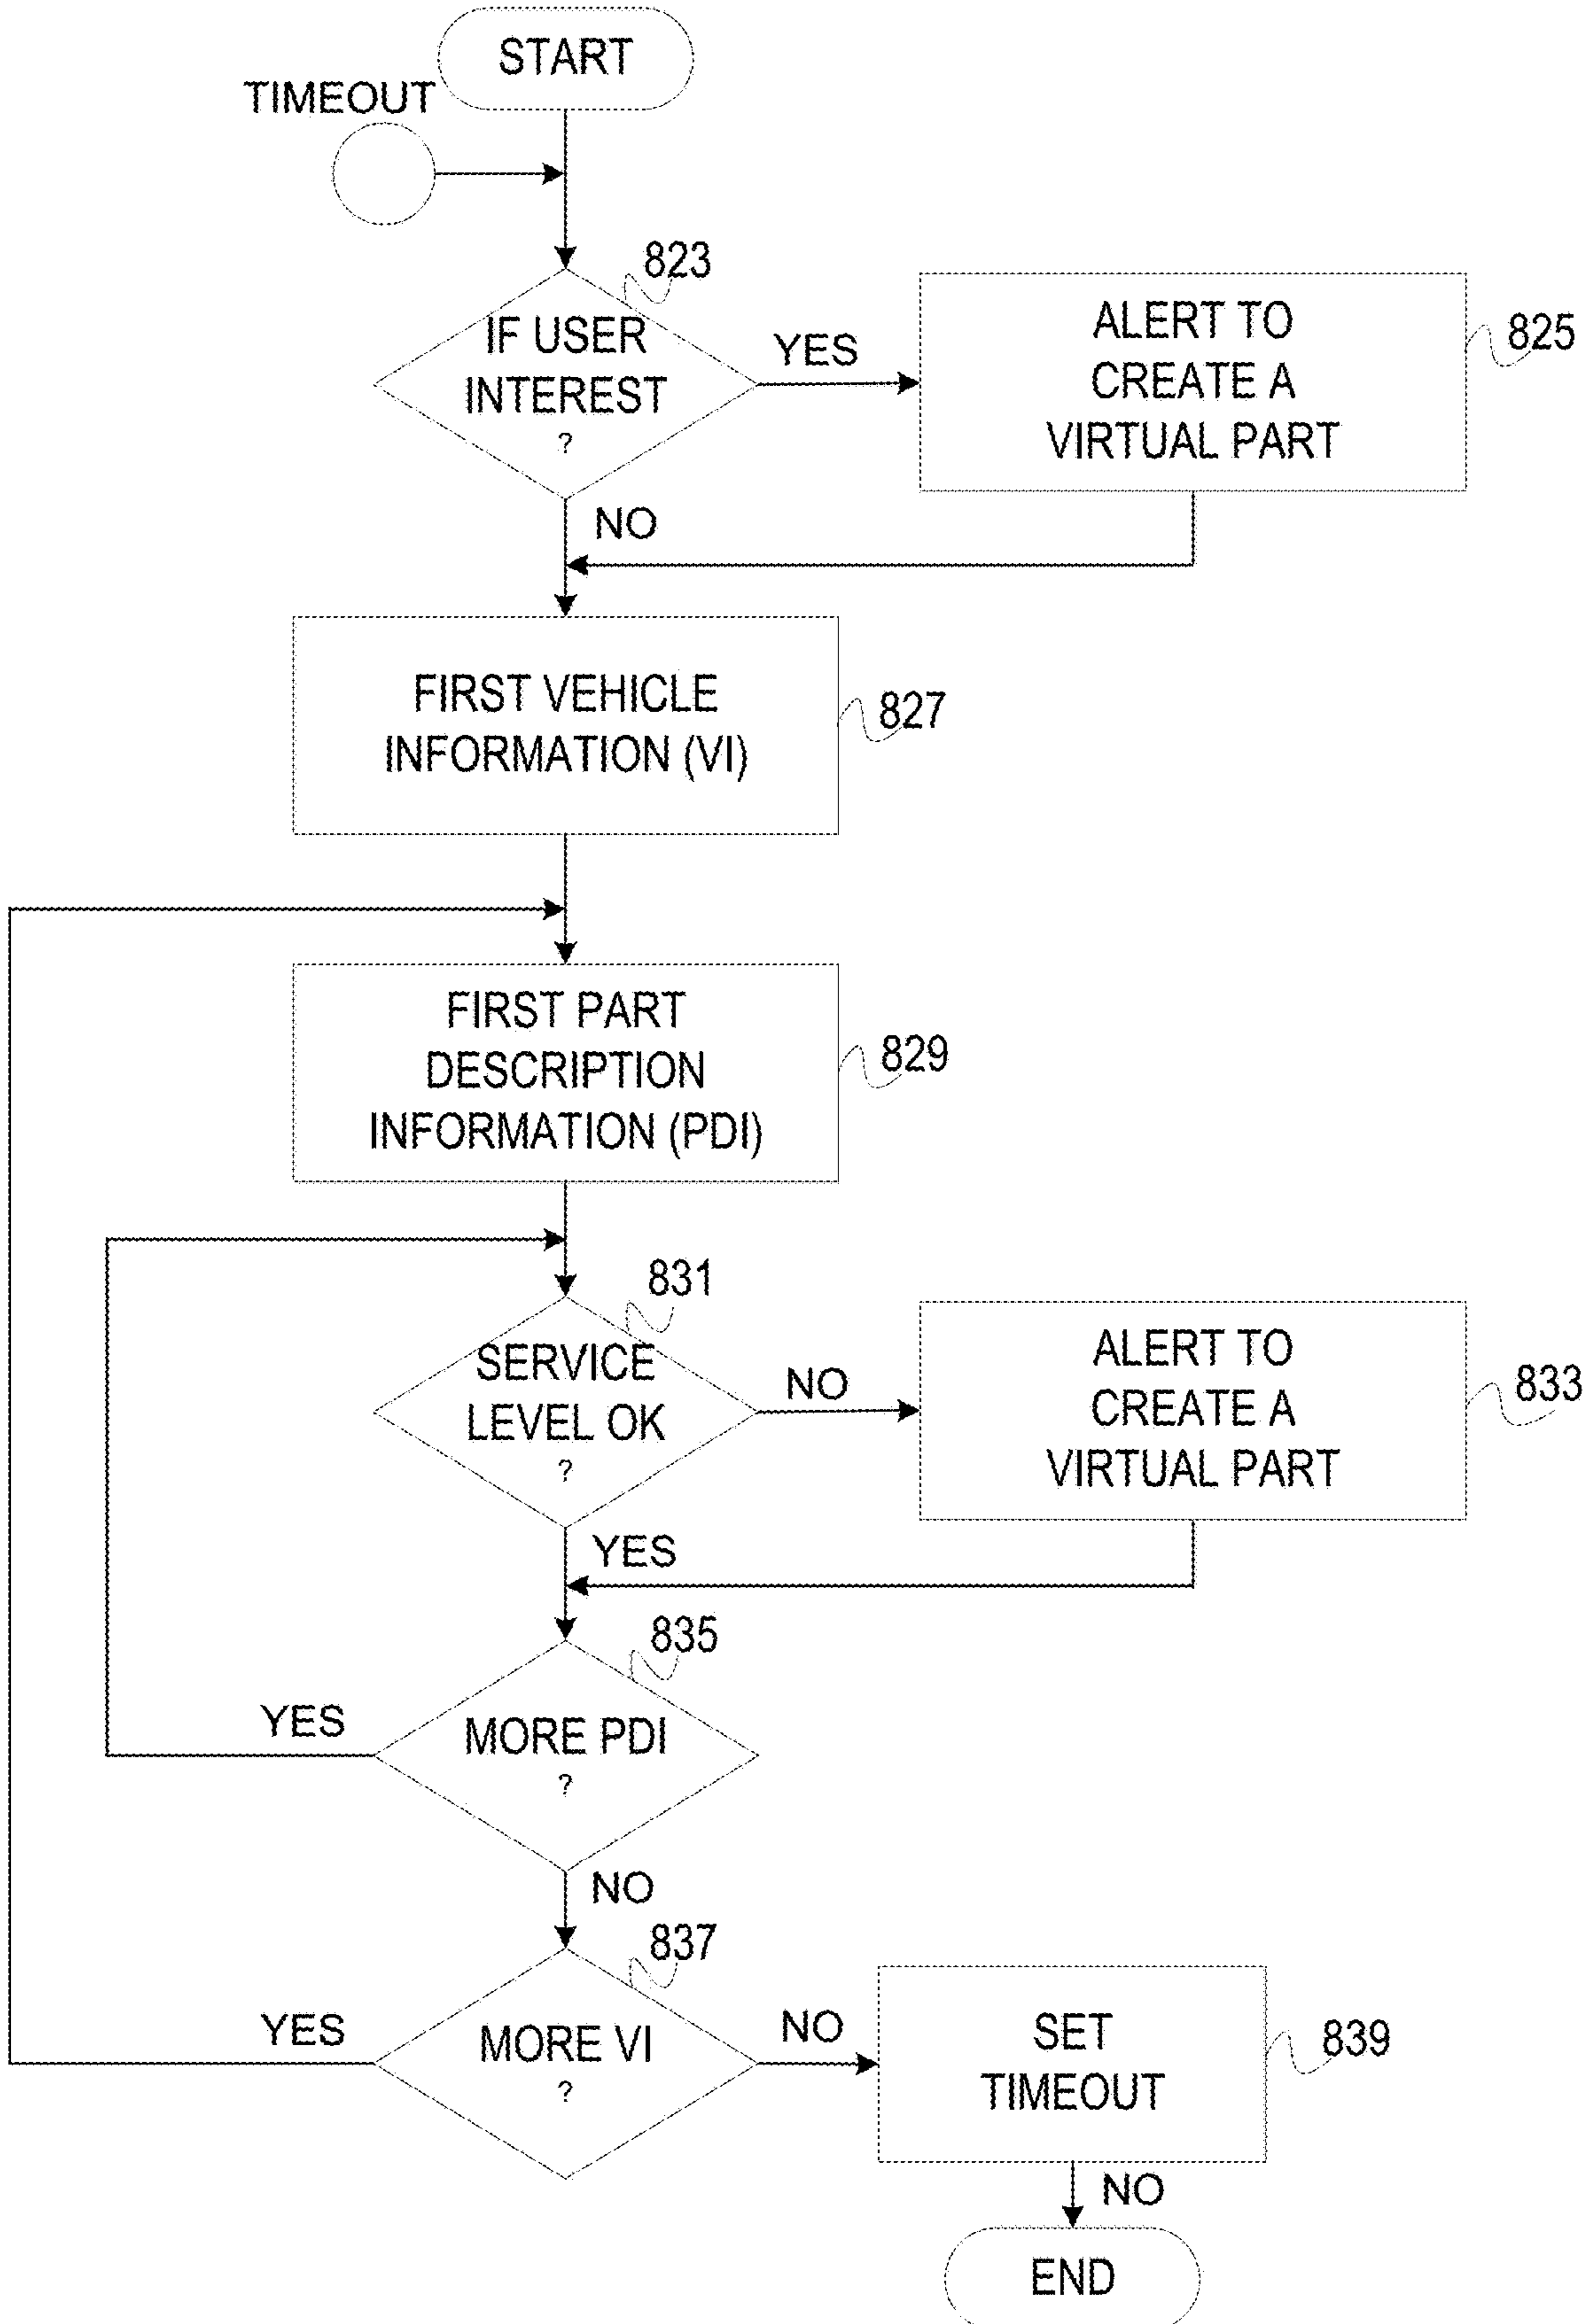 START
TIMEOUT
823
IF USER
INTEREST
?
YES
ALERT TO
CREATE A
VIRTUAL PART
825
NO
FIRST VEHICLE
INFORMATION (VI)
827
FIRST PART
DESCRIPTION
INFORMATION (PDI)
829
831
SERVICE
LEVEL OK
?
NO
ALERT TO
CREATE A
VIRTUAL PART
833
YES
835
YES
MORE PDI
?
NO
837
YES
MORE VI
?
NO
SET
TIMEOUT
839
NO
END